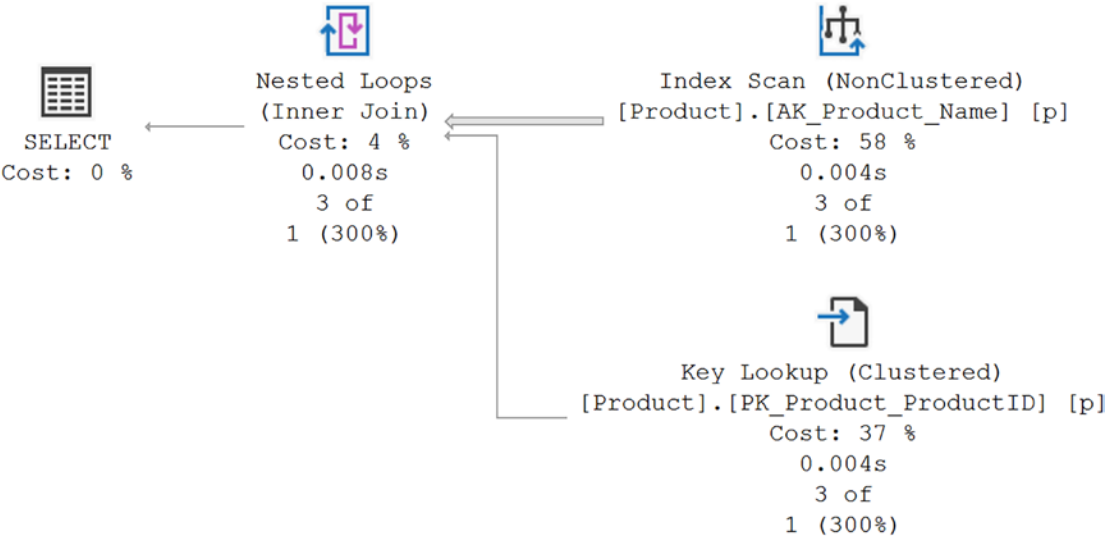 SELECT
Cost: 0 %
Nested Loops
(Inner Join)
Cost: 4 %
0.008s
3 of
1 (300%)
Index Scan (NonClustered)
[Product].[AK_Product_Name] [p]
Cost: 58 %
0.004s
3 of
1 (300%)
Key Lookup (Clustered)
[Product].[PK_Product_ProductID] [p]
Cost: 37 %
0.004s
3 of
1 (300%)